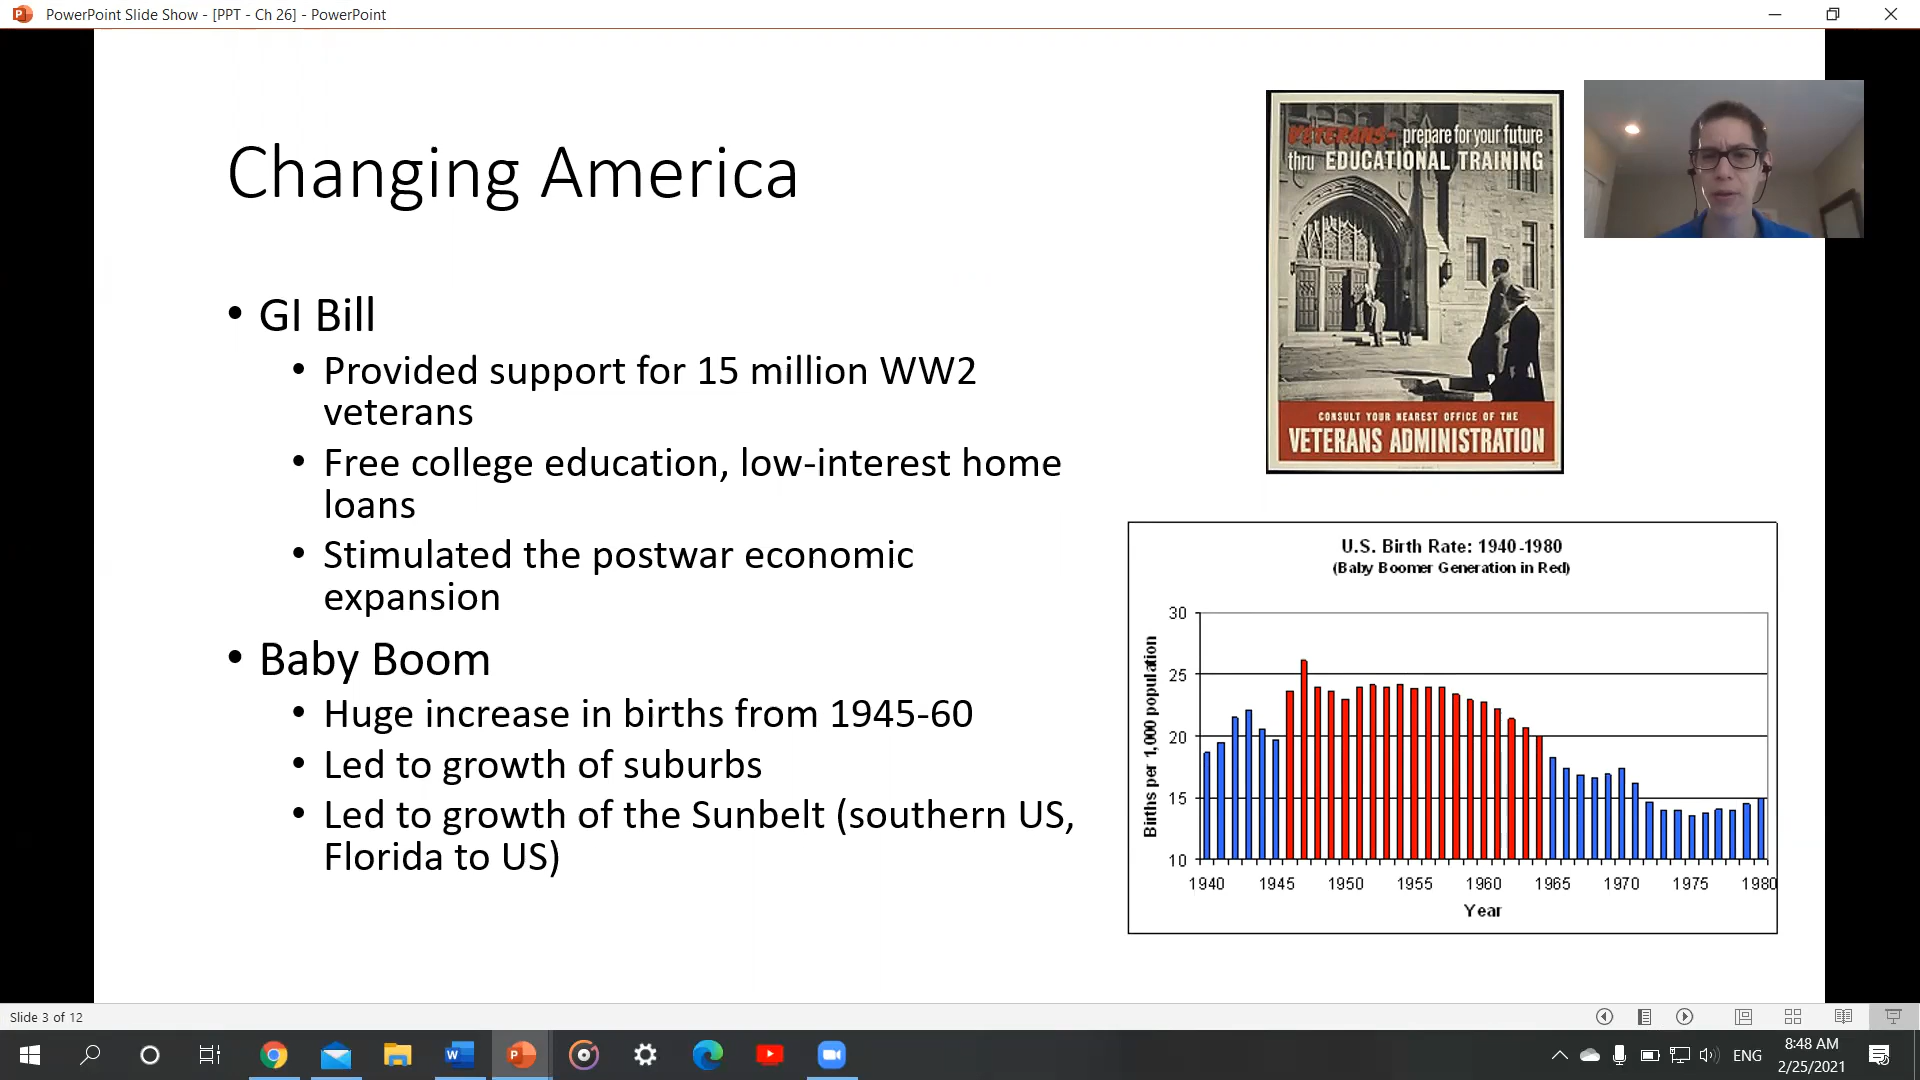 PowerPoint Slide Show - [PPT - Ch 26] - PowerPoint
Changing America
• GI Bill
• Provided support for 15 million WW2
veterans
• Free college education, low-interest home
loans
• Stimulated the postwar economic
expansion
• Baby Boom
• Huge increase in births from 1945-60
• Led to growth of suburbs
• Led to growth of the Sunbelt (southern US,
Florida to US)
VETERANS- prepare for your future
thru EDUCATIONAL TRAINING
CONSULT YOUR NEAREST OFFICE OF THE
VETERANS ADMINISTRATION
U.S. Birth Rate: 1940-1980
(Baby Boomer Generation in Red)
Births per 1,000 population
30
25
20
15
10
1940 1945 1950 1955 1960 1965 1970 1975 1980
Year
Slide 3 of 12
ENG
8:48 AM
2/25/2021